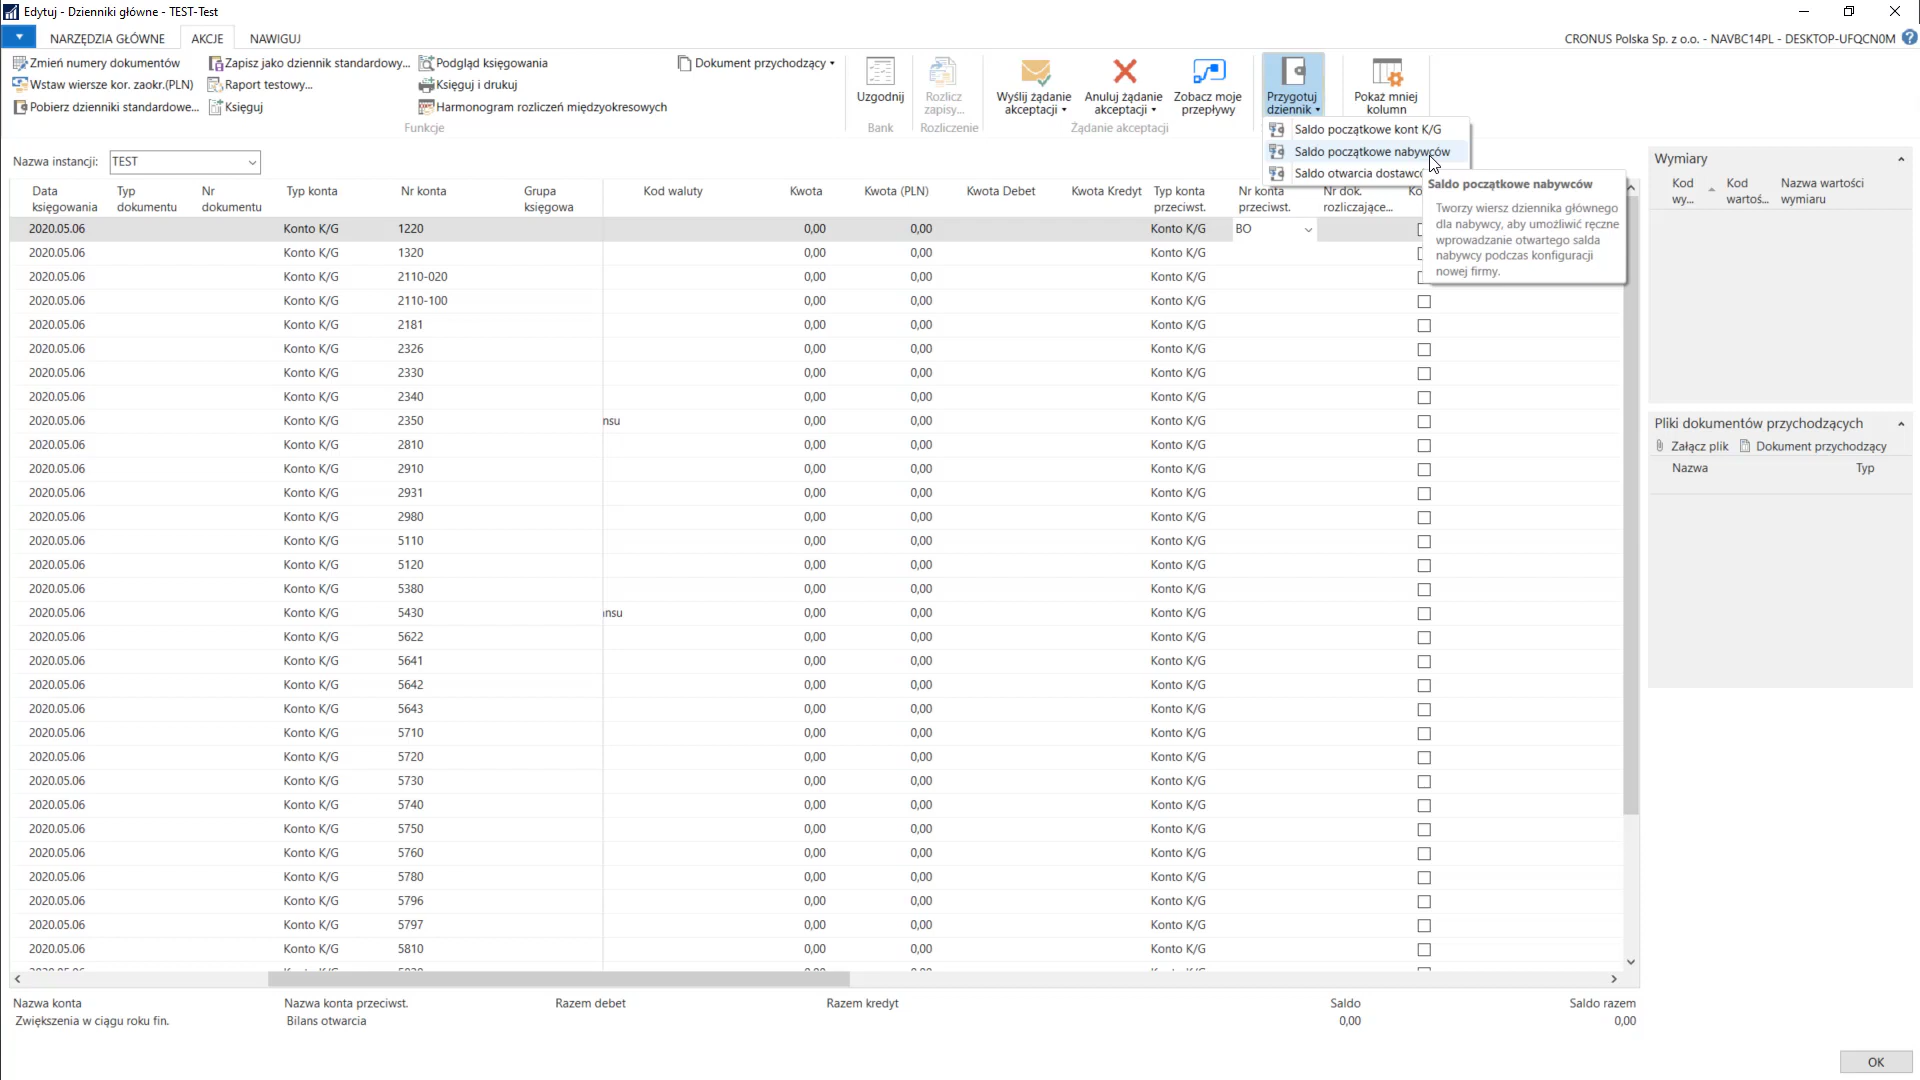 Edytuj - Dzienniki główne - TEST-Test
NARZĘDZIA GŁÓWNE AKCJE NAWIGUJ
CRONUS Polska Sp. z o.o. - NAVBC14PL - DESKTOP-UFQCN0M
Zmień numery dokumentów Zapisz jako dziennik standardowy... Podgląd księgowania Dokument przychodzący
Wstaw wiersze kor. zaokr.(PLN) Raport testowy... Księguj i drukuj
Pobierz dzienniki standardowe... Księguj Harmonogram rozliczeń międzyokresowych
Uzgodnij Rozlicz zapisy... Wyślij żądanie akceptacji Anuluj żądanie akceptacji Zobacz moje przepływy Przygotuj dziennik Pokaż mniej kolumn
Funkcje Bank Rozliczenie Żądanie akceptacji
Saldo początkowe kont K/G
Saldo początkowe nabywców
Saldo otwarcia dostawc
Saldo początkowe nabywców
Tworzy wiersz dziennika głównego
dla nabywcy, aby umożliwić ręczne
wprowadzanie otwartego salda
nabywcy podczas konfiguracji
nowej firmy.
Nazwa instancji: TEST
Data księgowania Typ dokumentu Nr dokumentu Typ konta Nr konta Grupa księgowa Kod waluty Kwota Kwota (PLN) Kwota Debet Kwota Kredyt Typ konta przeciwst. Nr konta przeciwst. Nr dok. rozliczające... Ko
2020.05.06 Konto K/G 1220 0,00 0,00 Konto K/G BO
2020.05.06 Konto K/G 1320 0,00 0,00 Konto K/G
2020.05.06 Konto K/G 2110-020 0,00 0,00 Konto K/G
2020.05.06 Konto K/G 2110-100 0,00 0,00 Konto K/G
2020.05.06 Konto K/G 2181 0,00 0,00 Konto K/G
2020.05.06 Konto K/G 2326 0,00 0,00 Konto K/G
2020.05.06 Konto K/G 2330 0,00 0,00 Konto K/G
2020.05.06 Konto K/G 2340 0,00 0,00 Konto K/G
2020.05.06 Konto K/G 2350 nsu 0,00 0,00 Konto K/G
2020.05.06 Konto K/G 2810 0,00 0,00 Konto K/G
2020.05.06 Konto K/G 2910 0,00 0,00 Konto K/G
2020.05.06 Konto K/G 2931 0,00 0,00 Konto K/G
2020.05.06 Konto K/G 2980 0,00 0,00 Konto K/G
2020.05.06 Konto K/G 5110 0,00 0,00 Konto K/G
2020.05.06 Konto K/G 5120 0,00 0,00 Konto K/G
2020.05.06 Konto K/G 5380 0,00 0,00 Konto K/G
2020.05.06 Konto K/G 5430 nsu 0,00 0,00 Konto K/G
2020.05.06 Konto K/G 5622 0,00 0,00 Konto K/G
2020.05.06 Konto K/G 5641 0,00 0,00 Konto K/G
2020.05.06 Konto K/G 5642 0,00 0,00 Konto K/G
2020.05.06 Konto K/G 5643 0,00 0,00 Konto K/G
2020.05.06 Konto K/G 5710 0,00 0,00 Konto K/G
2020.05.06 Konto K/G 5720 0,00 0,00 Konto K/G
2020.05.06 Konto K/G 5730 0,00 0,00 Konto K/G
2020.05.06 Konto K/G 5740 0,00 0,00 Konto K/G
2020.05.06 Konto K/G 5750 0,00 0,00 Konto K/G
2020.05.06 Konto K/G 5760 0,00 0,00 Konto K/G
2020.05.06 Konto K/G 5780 0,00 0,00 Konto K/G
2020.05.06 Konto K/G 5796 0,00 0,00 Konto K/G
2020.05.06 Konto K/G 5797 0,00 0,00 Konto K/G
2020.05.06 Konto K/G 5810 0,00 0,00 Konto K/G
Nazwa konta Nazwa konta przeciwst. Razem debet Razem kredyt Saldo Saldo razem
Zwiększenia w ciągu roku fin. Bilans otwarcia 0,00 0,00
Wymiary
Kod wy... Kod wartoś... Nazwa wartości wymiaru
Pliki dokumentów przychodzących
Załącz plik Dokument przychodzący
Nazwa Typ
OK